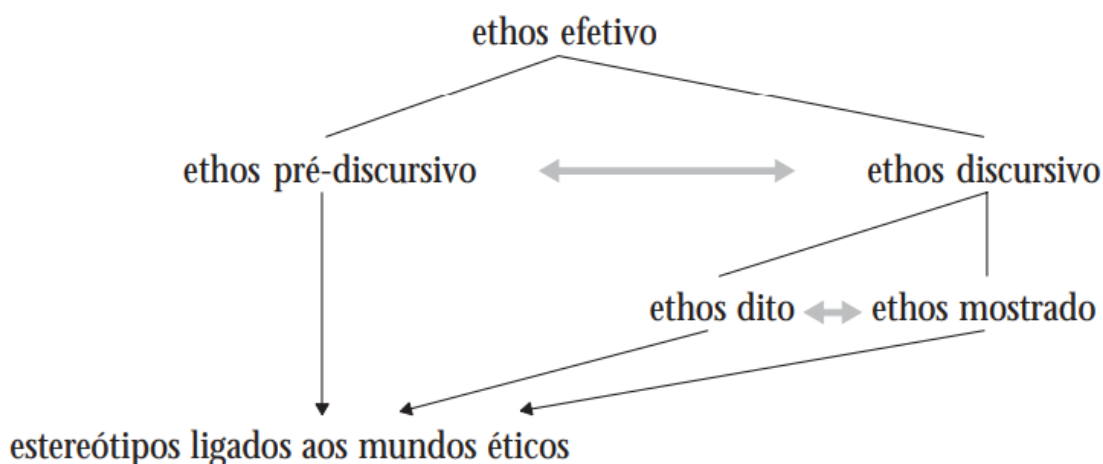 ethos efetivo
ethos pré-discursivo ethos discursivo
ethos dito ethos mostrado
estereótipos ligados aos mundos éticos